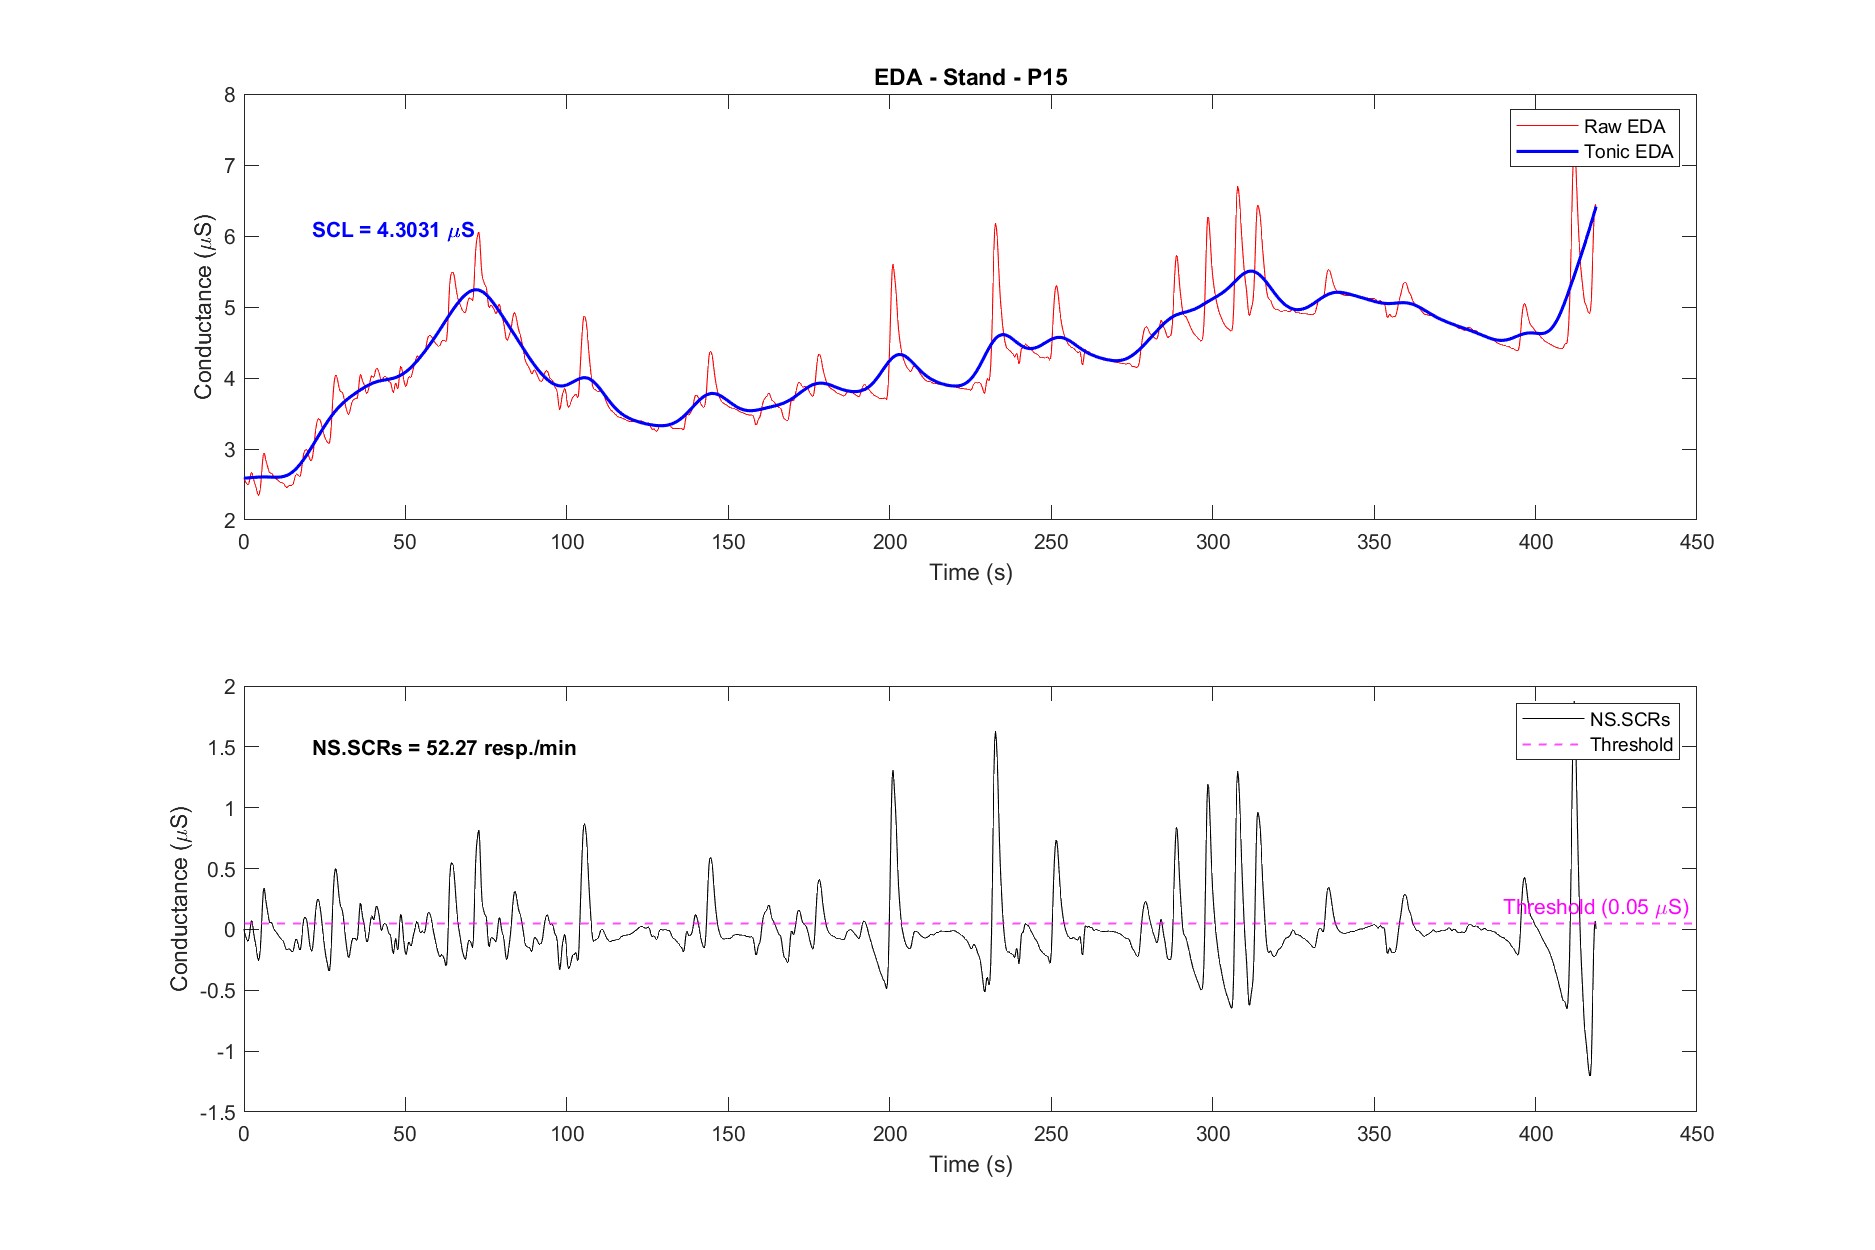 EDA - Stand - P15
8
7
6
5
4
3
2
Conductance (μS)
SCL = 4.3031 μS
Raw EDA
Tonic EDA
0 50 100 150 200 250 300 350 400 450
Time (s)
2
1.5
1
0.5
0
-0.5
-1
-1.5
Conductance (μS)
NS.SCRs = 52.27 resp./min
NS.SCRs
Threshold
Threshold (0.05 μS)
0 50 100 150 200 250 300 350 400 450
Time (s)